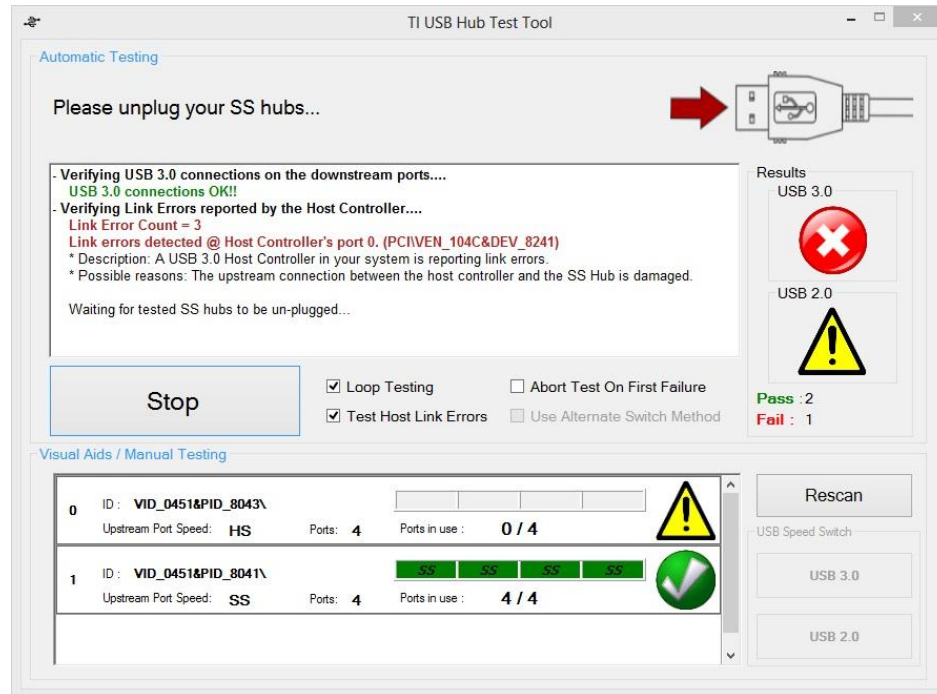 TI USB Hub Test Tool
Automatic Testing
Please unplug your SS hubs...
- Verifying USB 3.0 connections on the downstream ports....
USB 3.0 connections OK!!
- Verifying Link Errors reported by the Host Controller....
Link Error Count = 3
Link errors detected @ Host Controller's port 0. (PCI\VEN_104C&DEV_8241)
* Description: A USB 3.0 Host Controller in your system is reporting link errors.
* Possible reasons: The upstream connection between the host controller and the SS Hub is damaged.
Waiting for tested SS hubs to be un-plugged...
Results
USB 3.0
USB 2.0
Pass : 2
Fail : 1
Stop
Loop Testing
Abort Test On First Failure
Test Host Link Errors
Use Alternate Switch Method
Visual Aids / Manual Testing
0 ID : VID_0451&PID_8043\
Upstream Port Speed: HS Ports: 4 Ports in use : 0 / 4
1 ID : VID_0451&PID_8041\ SS SS SS SS
Upstream Port Speed: SS Ports: 4 Ports in use : 4 / 4
Rescan
USB Speed Switch
USB 3.0
USB 2.0